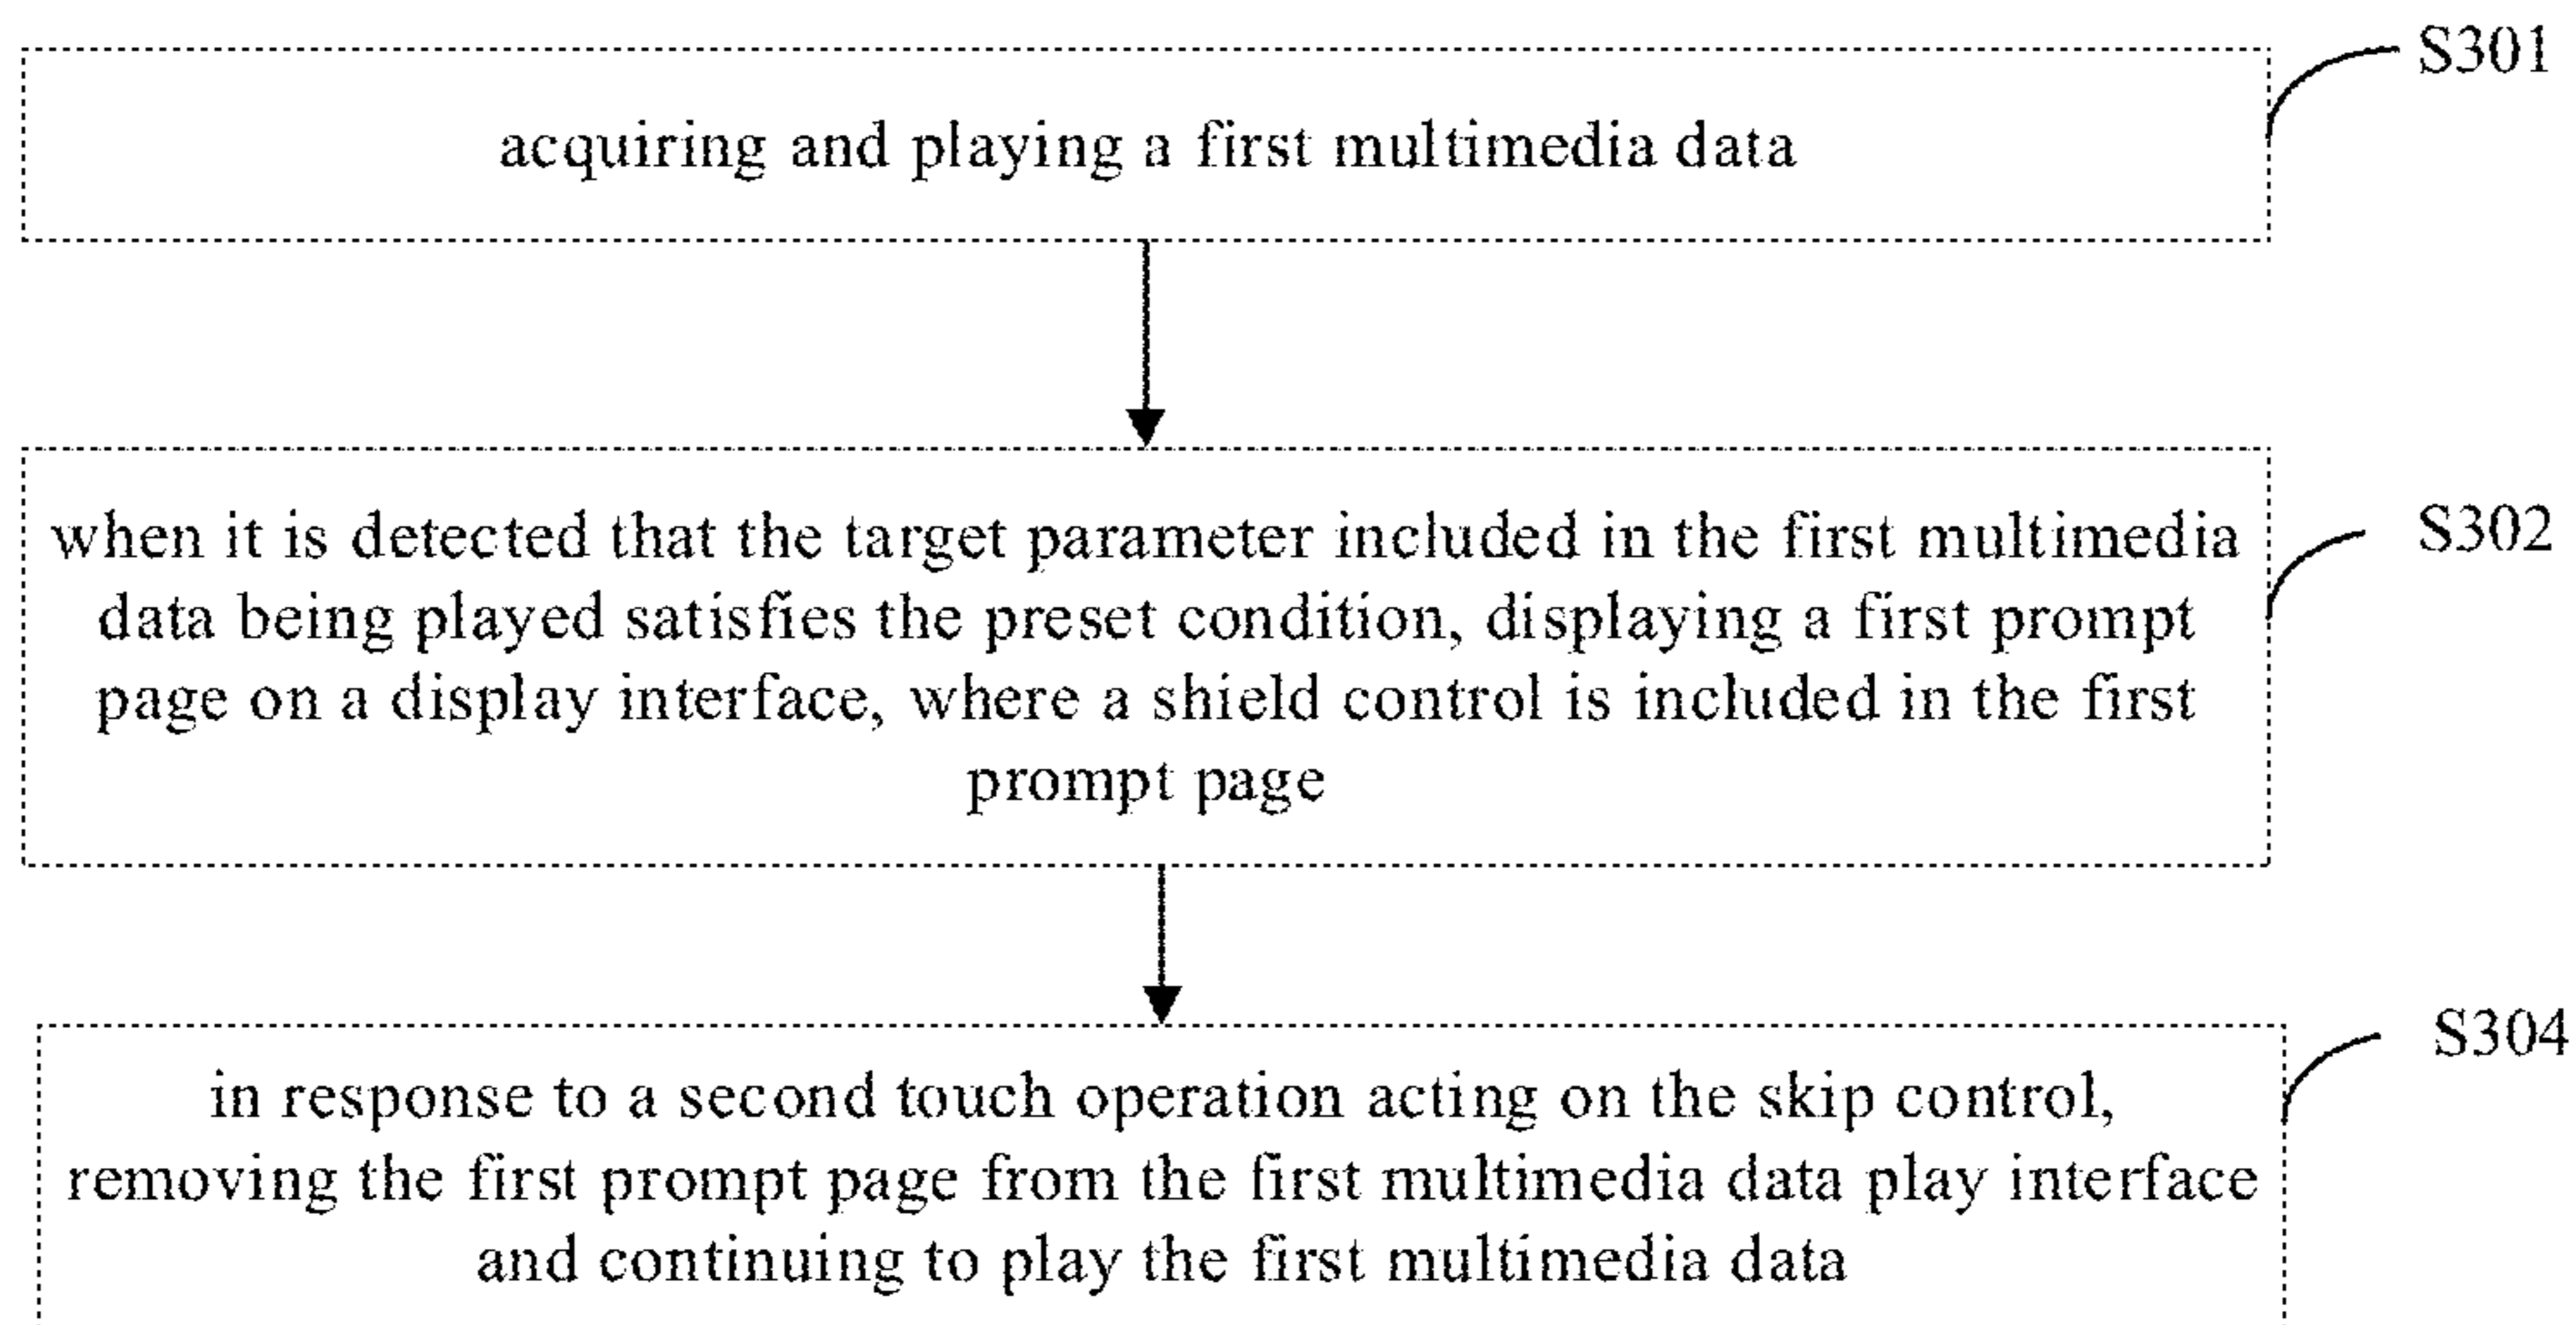 S301
acquiring and playing a first multimedia data
when it is detected that the target parameter included in the first multimedia
data being played satisfies the preset condition, displaying a first prompt
page on a display interface, where a shield control is included in the first
prompt page
S302
in response to a second touch operation acting on the skip control,
removing the first prompt page from the first multimedia data play interface
and continuing to play the first multimedia data
S304